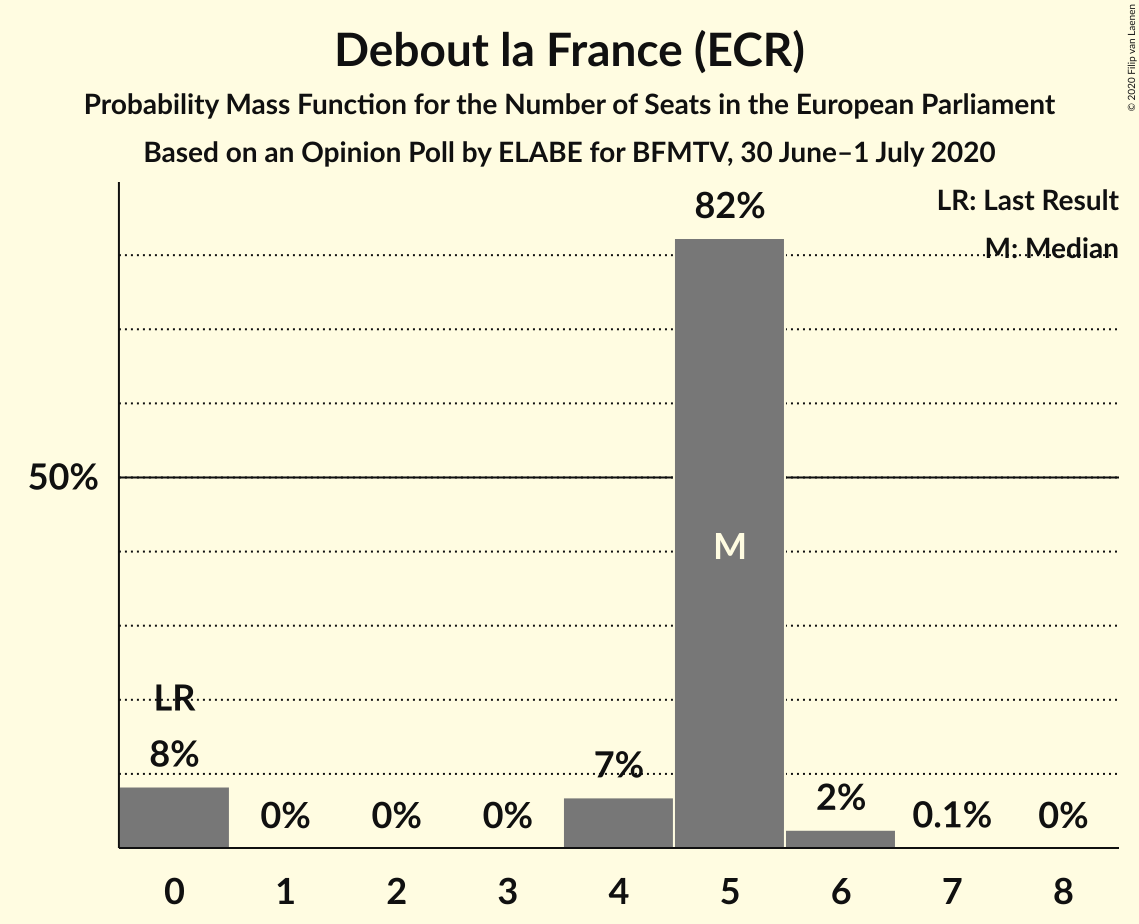 Debout la France (ECR)
Probability Mass Function for the Number of Seats in the European Parliament
Based on an Opinion Poll by ELABE for BFMTV, 30 June–1 July 2020
© 2020 Filip van Laenen
LR: Last Result
M: Median
82%
50%
M
LR
8%
0%
0%
0%
7%
2%
0.1%
0%
0 1 2 3 4 5 6 7 8